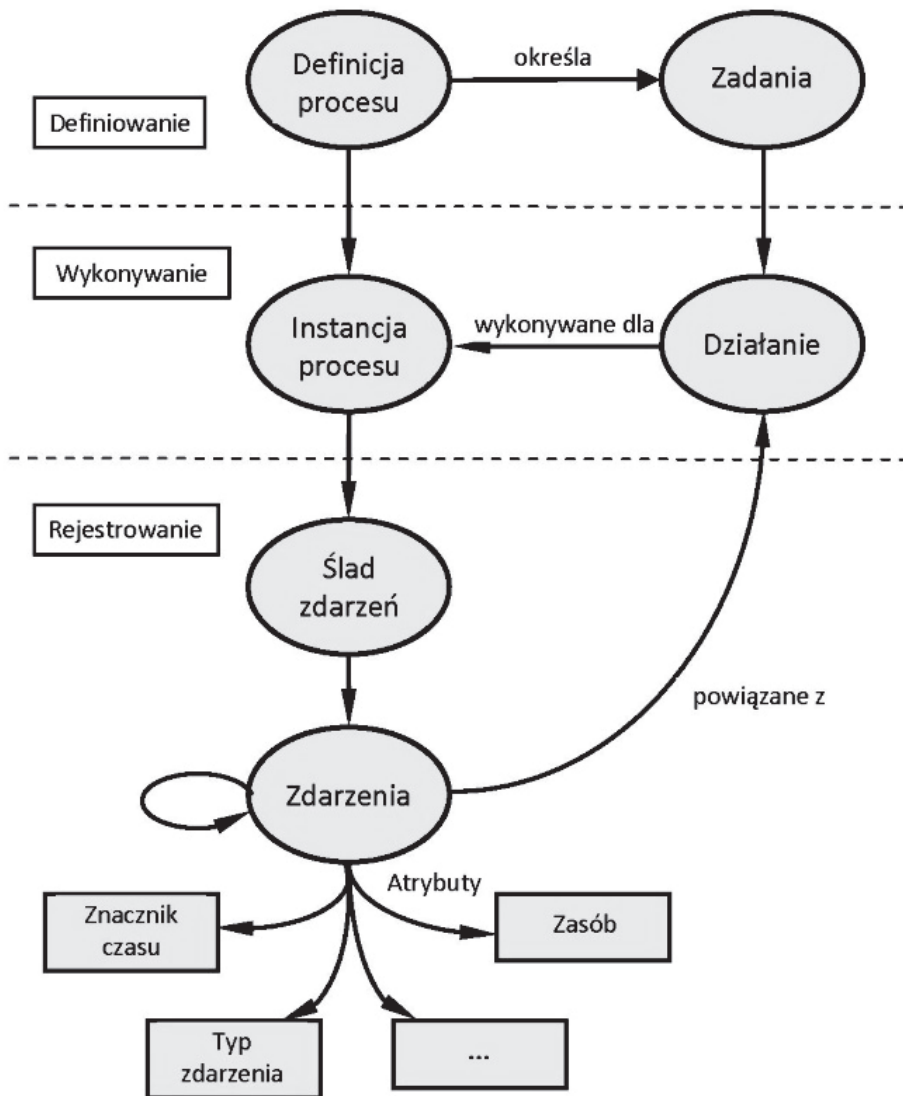 Definicja
procesu
określa
Zadania
Definiowanie
Wykonywanie
Instancja
procesu
wykonywane dla
Działanie
Rejestrowanie
Ślad
zdarzeń
powiązane z
Zdarzenia
Atrybuty
Znacznik
czasu
Zasób
Typ
zdarzenia
...